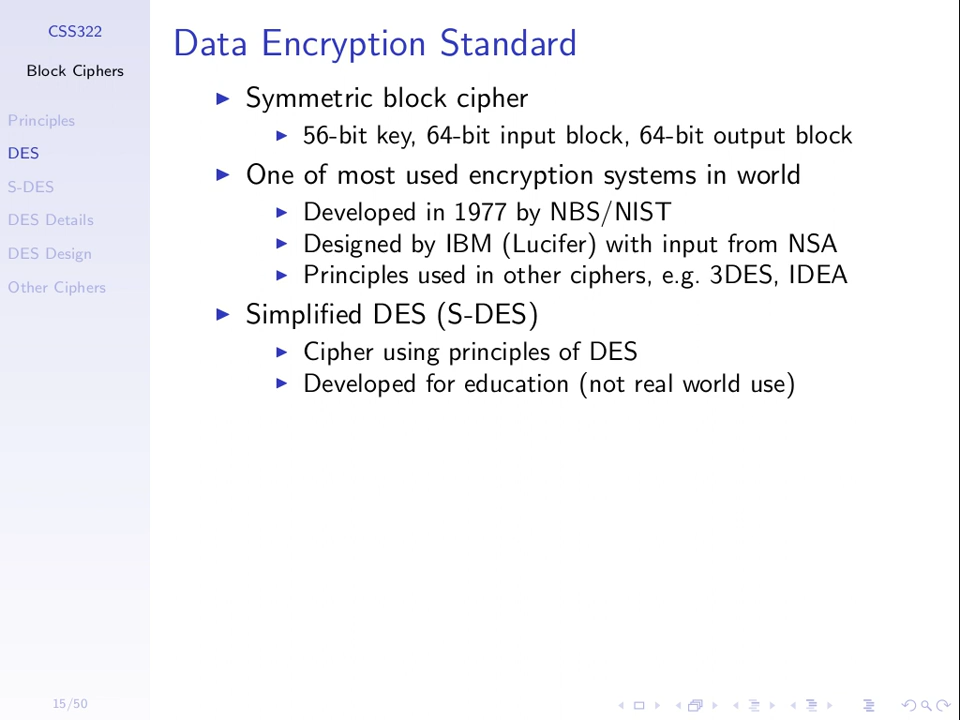 CSS322
Block Ciphers
Principles
DES
S-DES
DES Details
DES Design
Other Ciphers
15/50
Data Encryption Standard
Symmetric block cipher
56-bit key, 64-bit input block, 64-bit output block
One of most used encryption systems in world
Developed in 1977 by NBS/NIST
Designed by IBM (Lucifer) with input from NSA
Principles used in other ciphers, e.g. 3DES, IDEA
Simplified DES (S-DES)
Cipher using principles of DES
Developed for education (not real world use)